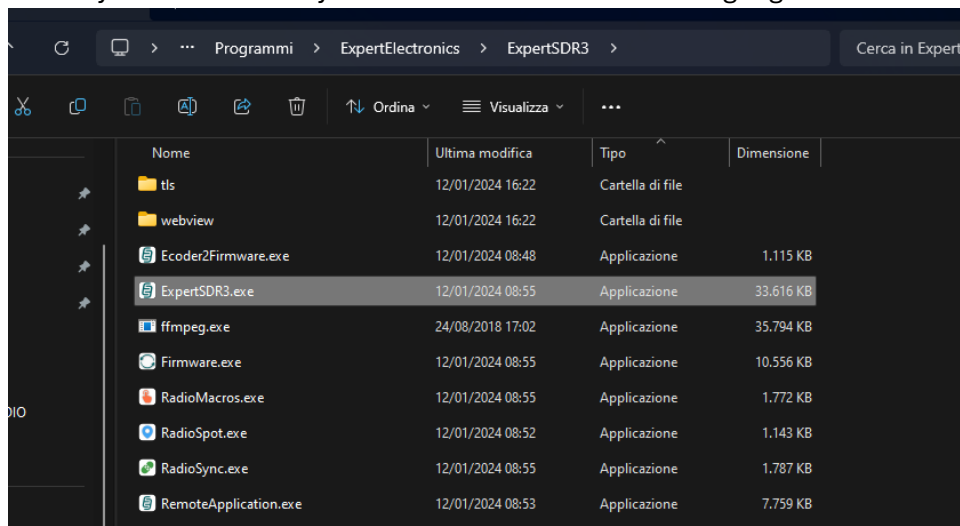 Programmi > ExpertElectronics > ExpertSDR3 >
Cerca in Expert
Ordina
Visualizza
Nome Ultima modifica Tipo Dimensione
tls 12/01/2024 16:22 Cartella di file
webview 12/01/2024 16:22 Cartella di file
Ecoder2Firmware.exe 12/01/2024 08:48 Applicazione 1.115 KB
ExpertSDR3.exe 12/01/2024 08:55 Applicazione 33.616 KB
ffmpeg.exe 24/08/2018 17:02 Applicazione 35.794 KB
Firmware.exe 12/01/2024 08:55 Applicazione 10.556 KB
RadioMacros.exe 12/01/2024 08:55 Applicazione 1.772 KB
DIO
RadioSpot.exe 12/01/2024 08:52 Applicazione 1.143 KB
RadioSync.exe 12/01/2024 08:55 Applicazione 1.787 KB
RemoteApplication.exe 12/01/2024 08:53 Applicazione 7.759 KB